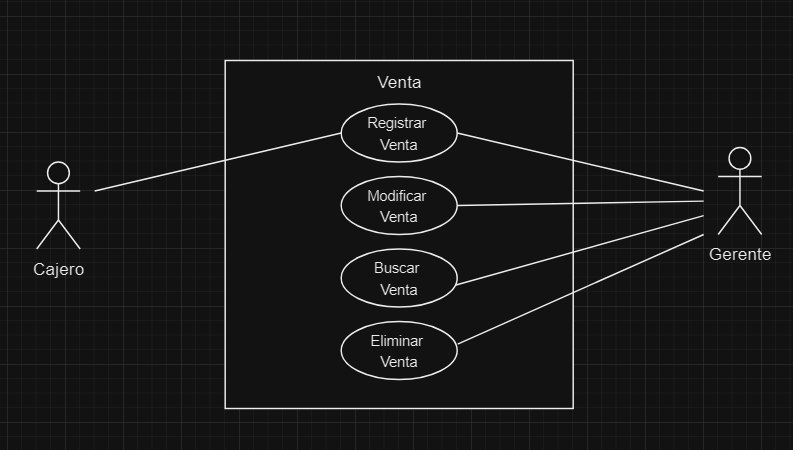 Venta
Registrar
Venta
Modificar
Venta
Buscar
Venta
Eliminar
Venta
Cajero
Gerente